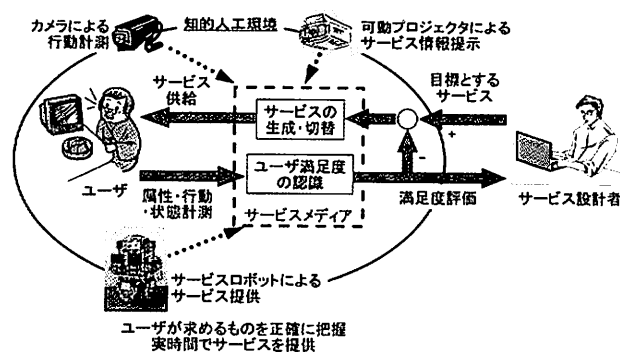 カメラによる
行動計測
知的人工環境
可動プロジェクタによる
サービス情報提示
サービス
供給
サービスの
生成・切替
目標とする
サービス
+
-
ユーザ
ユーザ満足度
の認識
属性・行動
・状態計測
サービスメディア
満足度評価
サービス設計者
サービスロボットによる
サービス提供
ユーザが求めるものを正確に把握
実時間でサービスを提供